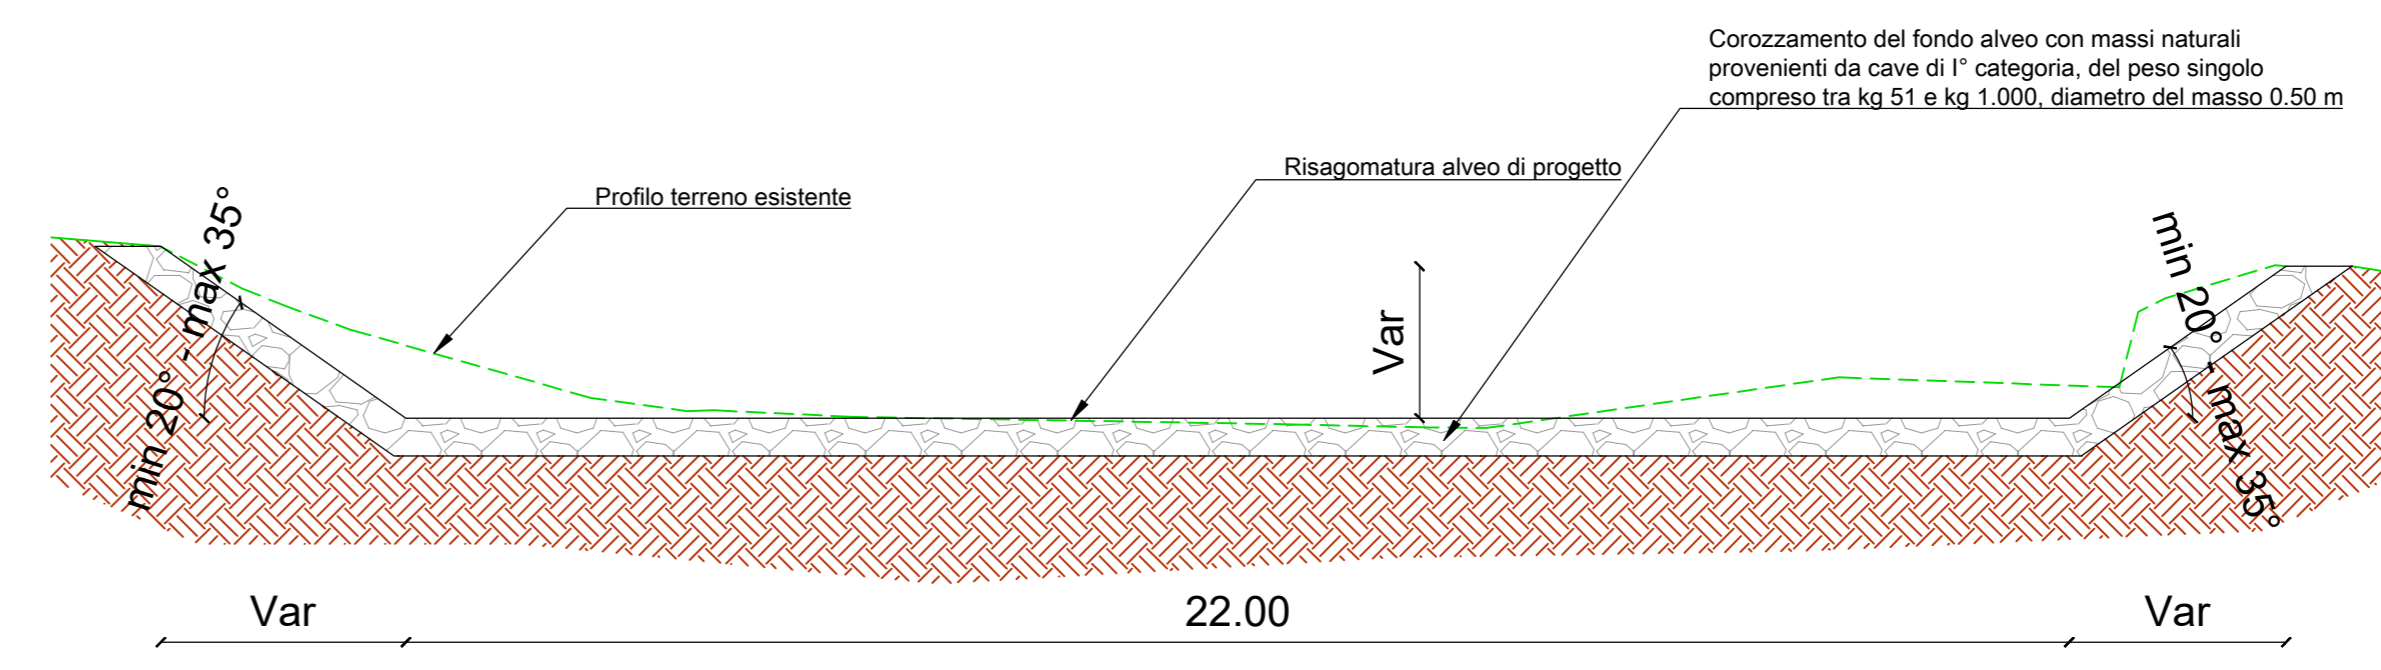 Corozzamento del fondo alveo con massi naturali
provenienti da cave di I° categoria, del peso singolo
compreso tra kg 51 e kg 1.000, diametro del masso 0.50 m
Risagomatura alveo di progetto
Profilo terreno esistente
min 20° - max 35°
Var
min 20° - max 35°
Var
22.00
Var